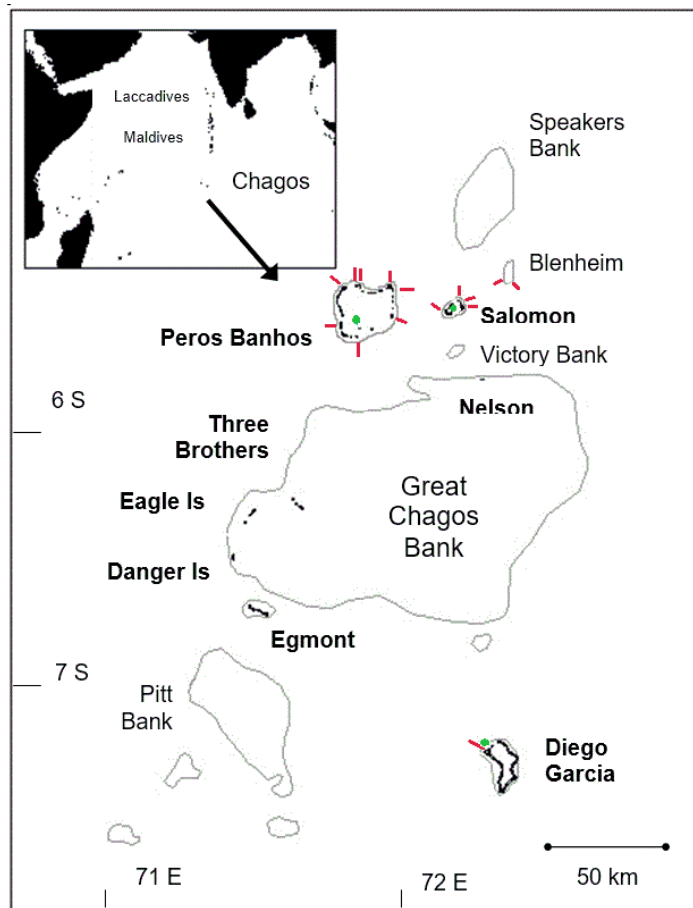 Laccadives
Maldives
Chagos
Speakers
Bank
Blenheim
Peros Banhos
Salomon
Victory Bank
6 S
Nelson
Three
Brothers
Eagle Is
Great
Chagos
Bank
Danger Is
Egmont
7 S
Pitt
Bank
Diego
Garcia
71 E
72 E
50 km